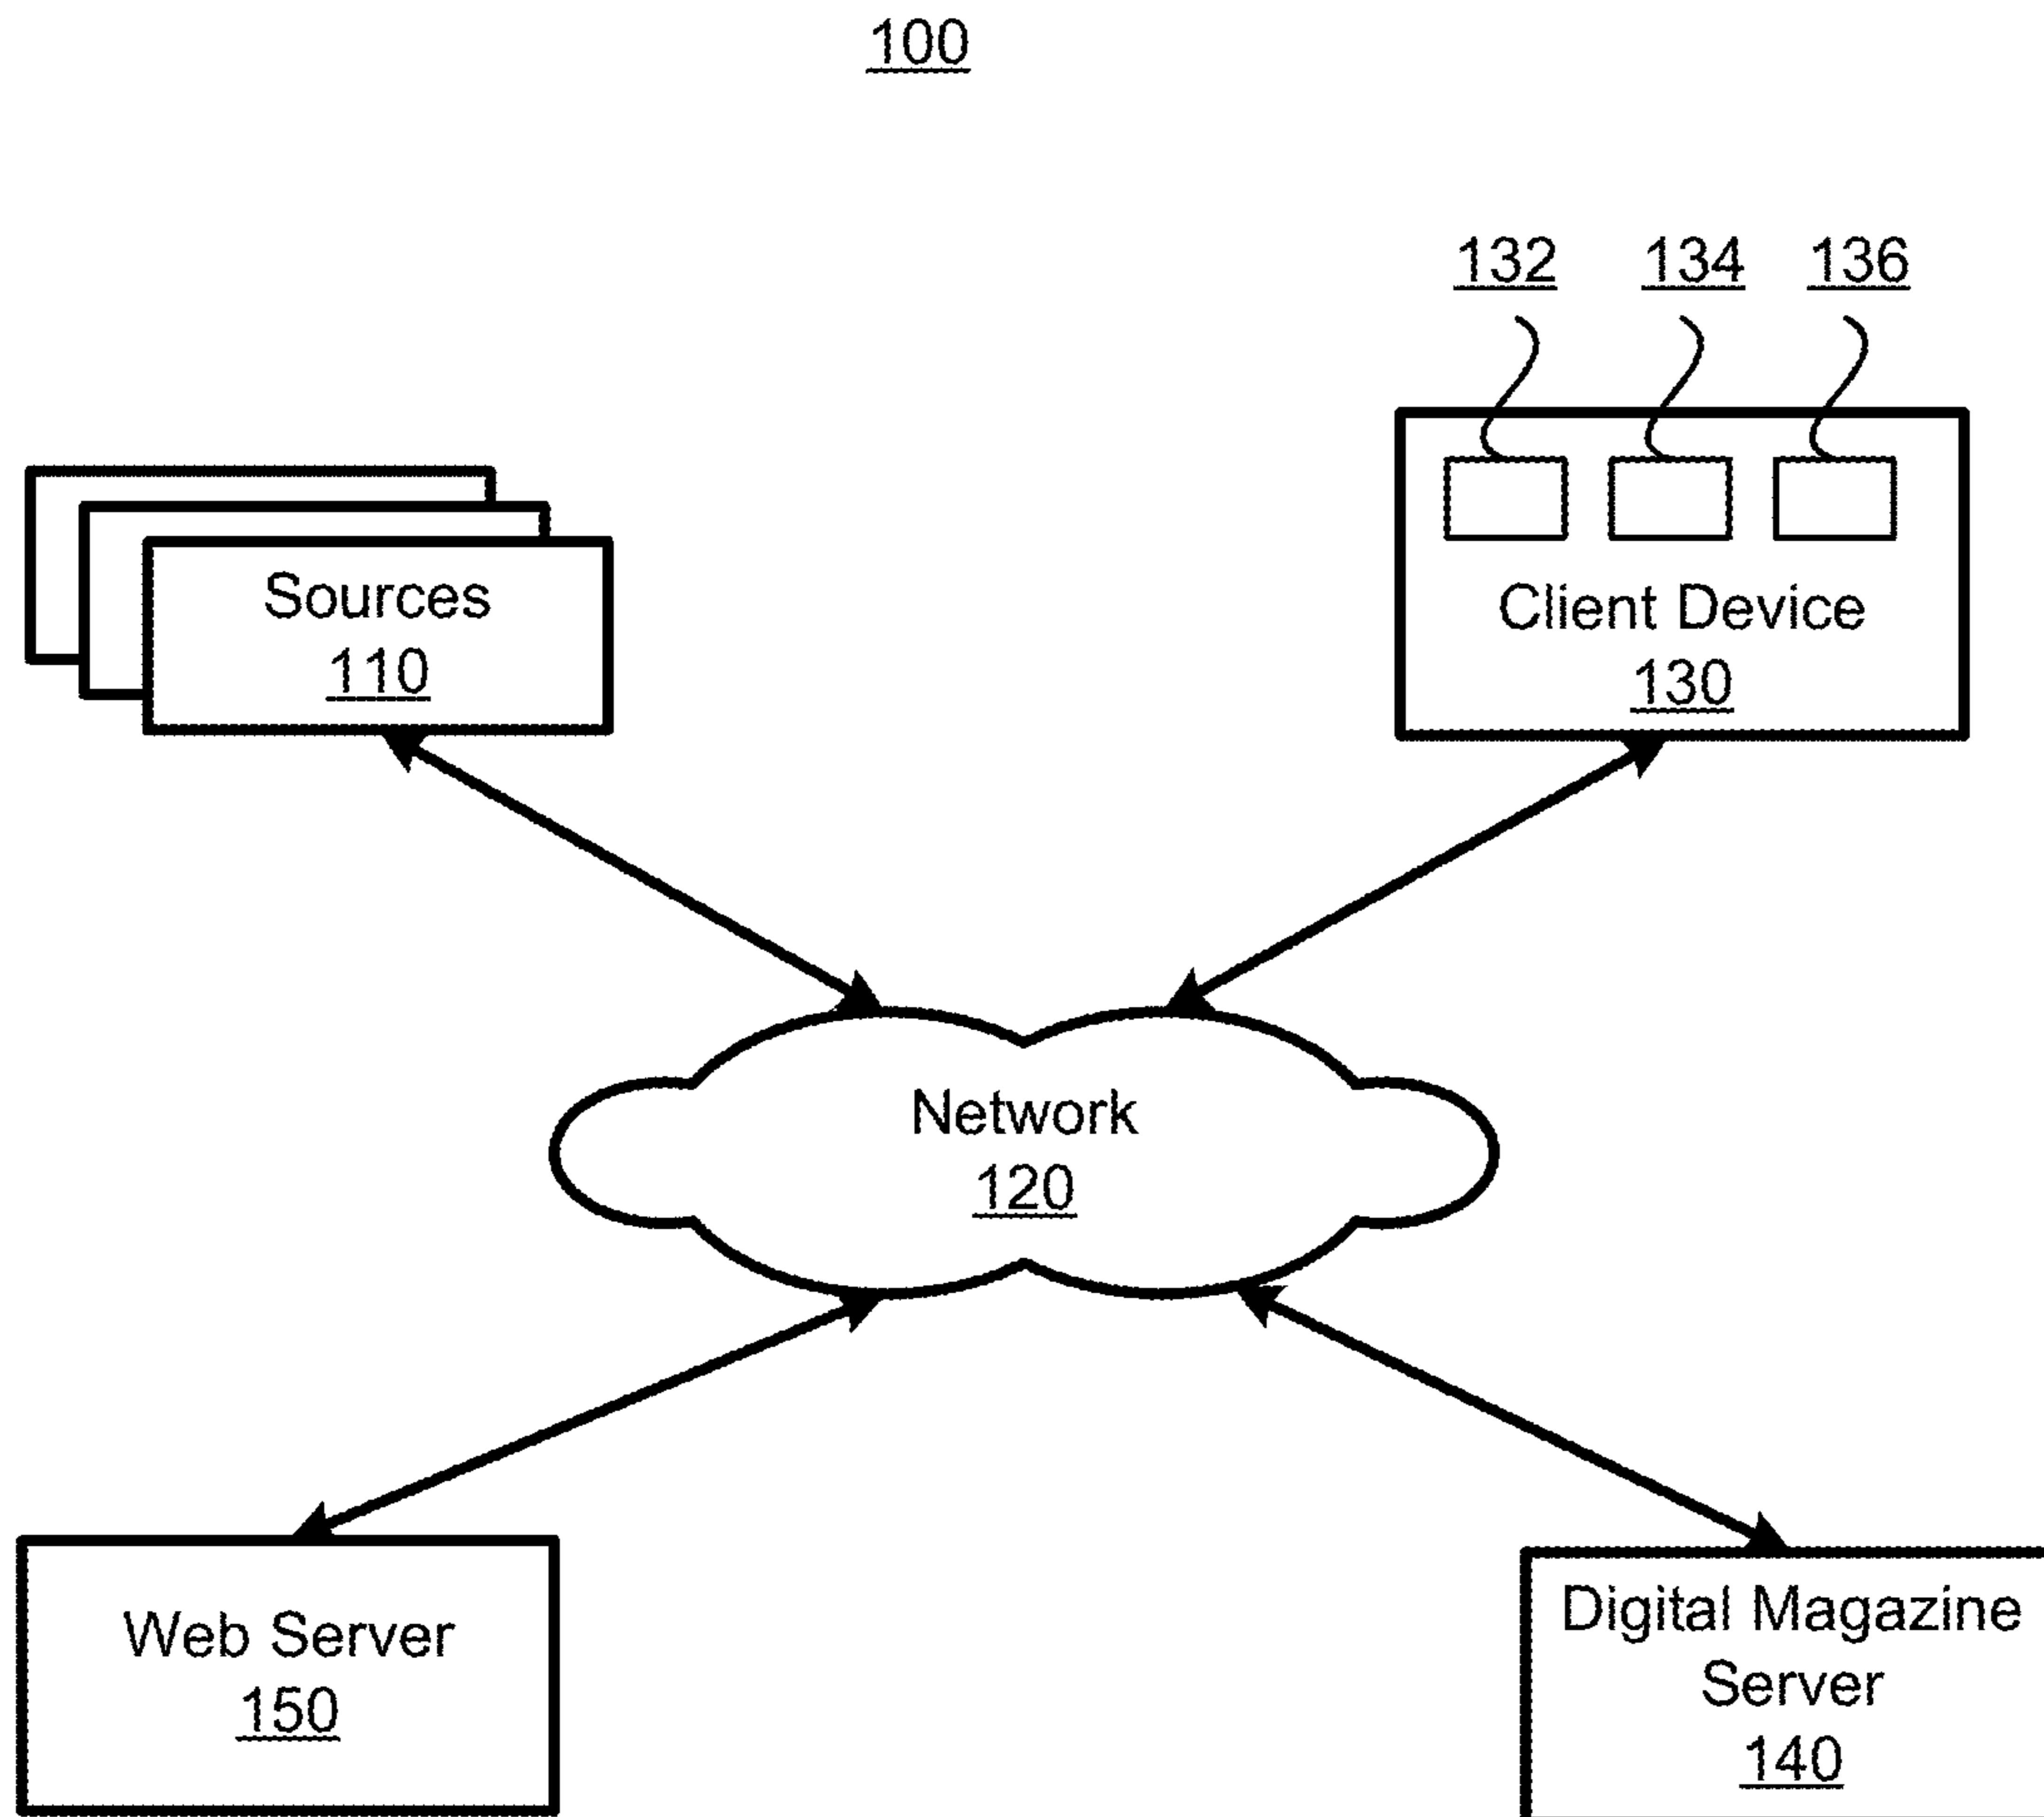 100
132 134 136
Sources
110
Client Device
130
Network
120
Web Server
150
Digital Magazine
Server
140